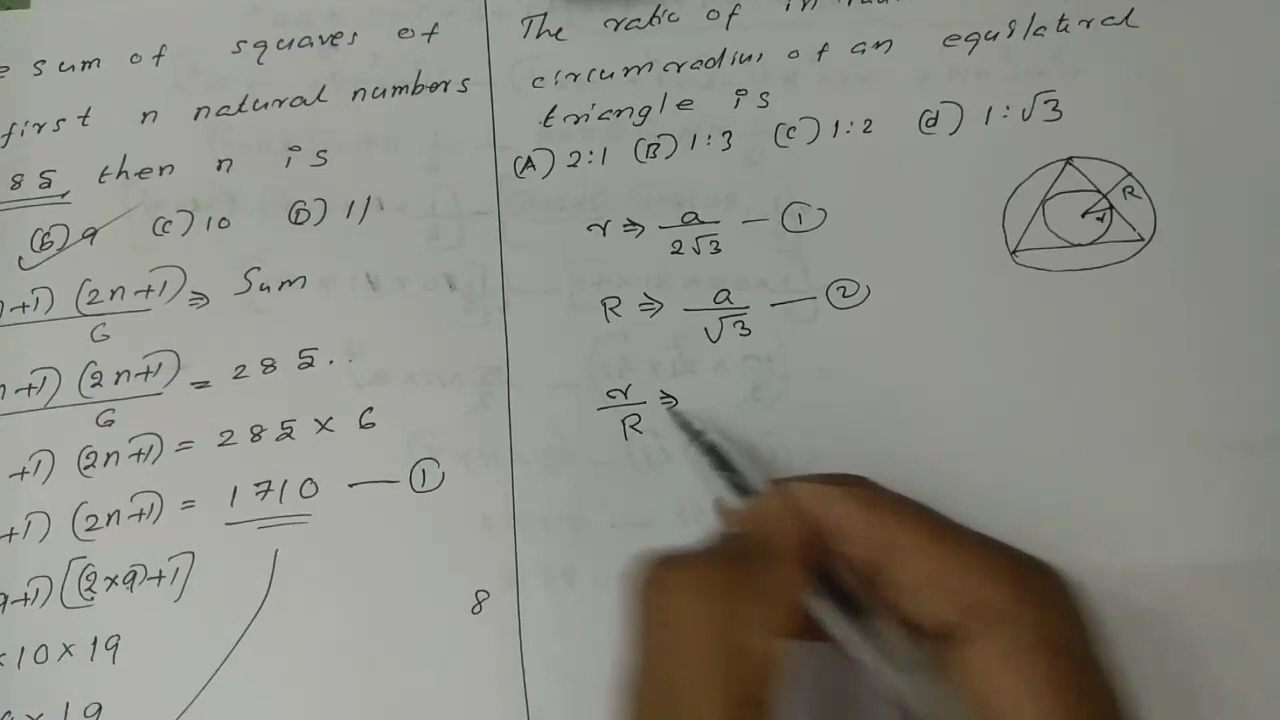 sum of squares of
first n natural numbers
85, then n is
(B) 9 (C) 10 (D) 11
+1) (2n+1) ⇒ Sum
6
+1) (2n+1) = 285..
6
+1) (2n+1) = 285 × 6
+1) (2n+1) = 1710 — ①
+1) [(2×9)+1]
×10×19
×19
8
The ratio of in
circumradius of an equilateral
triangle is
(A) 2:1 (B) 1:3 (C) 1:2 (d) 1:√3
R
r
r ⇒ a/2√3 — ①
R ⇒ a/√3 — ②
r/R ⇒